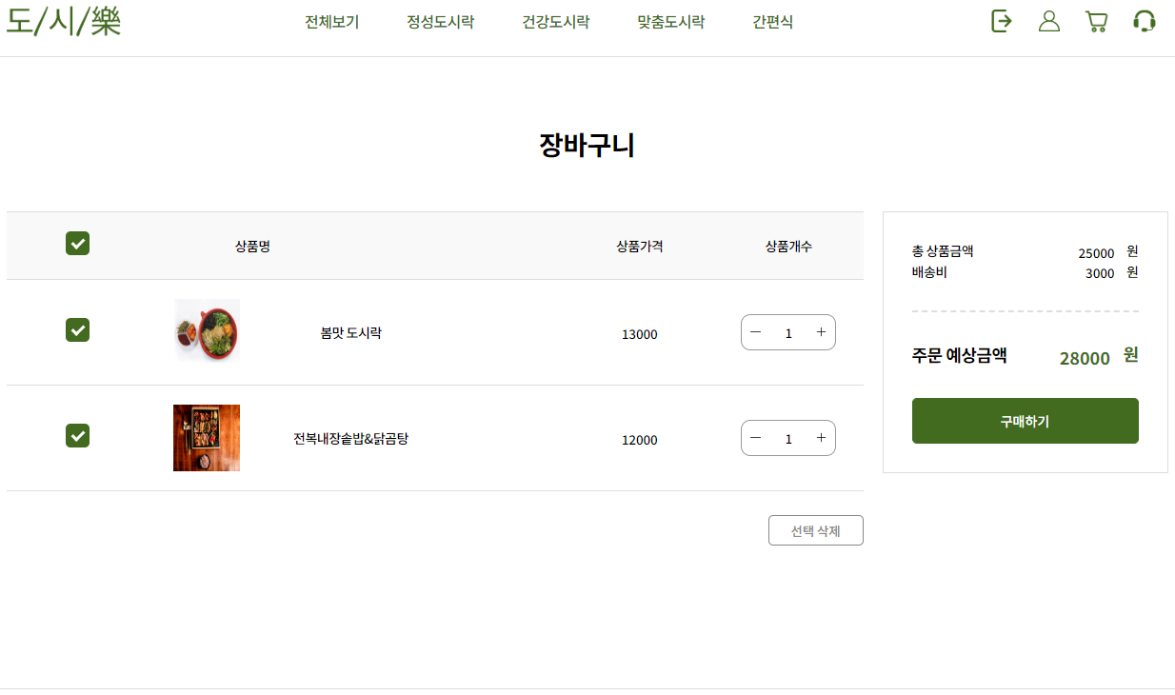 도/시/樂 전체보기 정성도시락 건강도시락 맞춤도시락 간편식
장바구니
상품명 상품가격 상품개수
봄맛 도시락 13000 － 1 +
전복내장솥밥&닭곰탕 12000 － 1 +
선택 삭제
총 상품금액 25000 원
배송비 3000 원
주문 예상금액 28000 원
구매하기